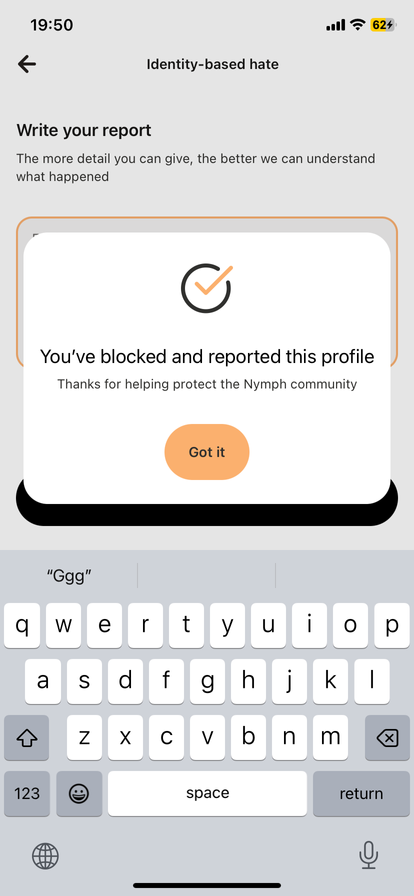 19:50
62
Identity-based hate
Write your report
The more detail you can give, the better we can understand
what happened
You've blocked and reported this profile
Thanks for helping protect the Nymph community
Got it
“Ggg”
q w e r t y u i o p
a s d f g h j k l
z x c v b n m
123 space return